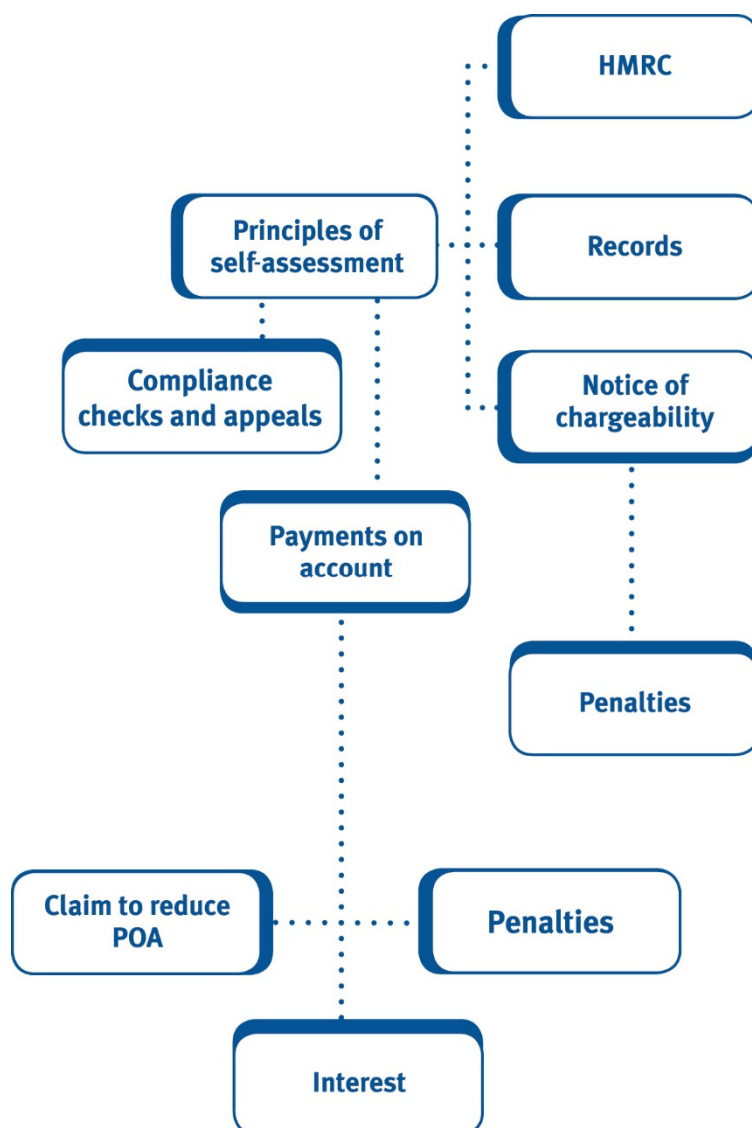 HMRC
Principles of
self-assessment
Records
Compliance
checks and appeals
Notice of
chargeability
Payments on
account
Penalties
Claim to reduce
POA
Penalties
Interest